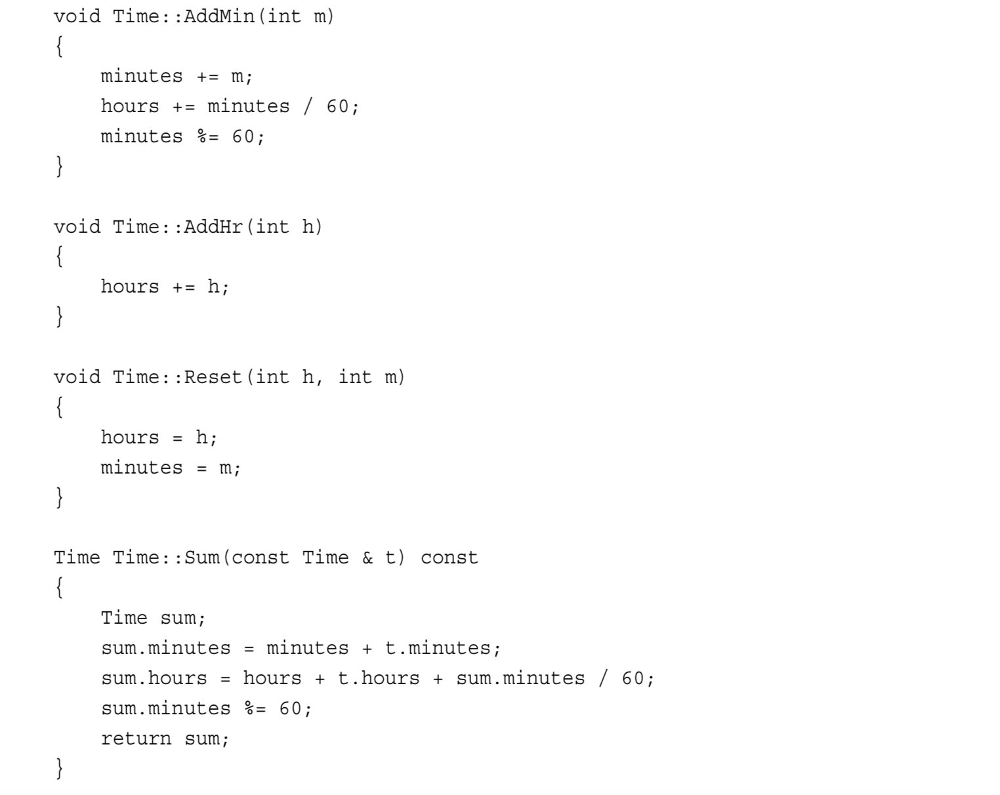 void Time::AddMin(int m)
{
    minutes += m;
    hours += minutes / 60;
    minutes %= 60;
}

void Time::AddHr(int h)
{
    hours += h;
}

void Time::Reset(int h, int m)
{
    hours = h;
    minutes = m;
}

Time Time::Sum(const Time & t) const
{
    Time sum;
    sum.minutes = minutes + t.minutes;
    sum.hours = hours + t.hours + sum.minutes / 60;
    sum.minutes %= 60;
    return sum;
}